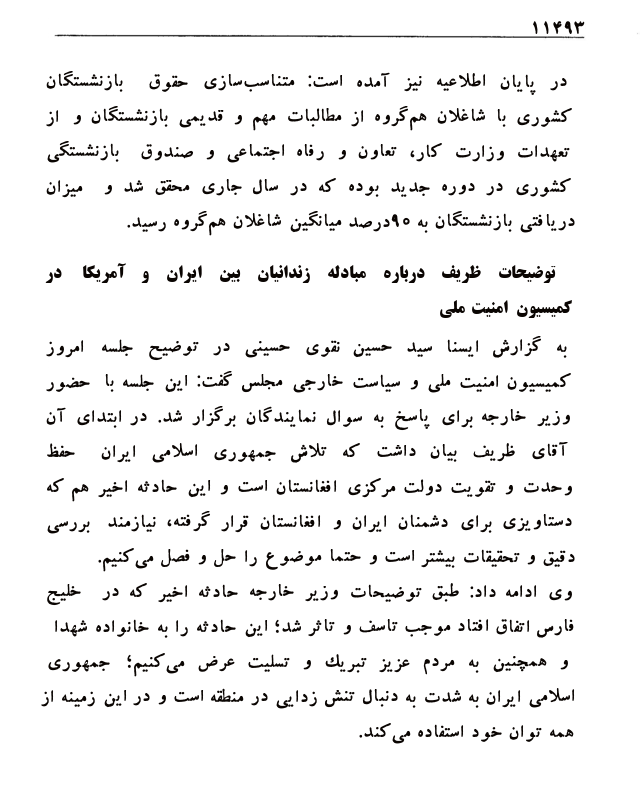 ۱۱۴۹۳
در پایان اطلاعیه نیز آمده است: متناسب‌سازی حقوق بازنشستگان
کشوری با شاغلان هم‌گروه از مطالبات مهم و قدیمی بازنشستگان و از
تعهدات وزارت کار، تعاون و رفاه اجتماعی و صندوق بازنشستگی
کشوری در دوره جدید بوده که در سال جاری محقق شد و میزان
دریافتی بازنشستگان به ۹۰درصد میانگین شاغلان هم‌گروه رسید.
توضیحات ظریف درباره مبادله زندانیان بین ایران و آمریکا در
کمیسیون امنیت ملی
به گزارش ایسنا سید حسین نقوی حسینی در توضیح جلسه امروز
کمیسیون امنیت ملی و سیاست خارجی مجلس گفت: این جلسه با حضور
وزیر خارجه برای پاسخ به سوال نمایندگان برگزار شد. در ابتدای آن
آقای ظریف بیان داشت که تلاش جمهوری اسلامی ایران حفظ
وحدت و تقویت دولت مرکزی افغانستان است و این حادثه اخیر هم که
دستاویزی برای دشمنان ایران و افغانستان قرار گرفته، نیازمند بررسی
دقیق و تحقیقات بیشتر است و حتما موضوع را حل و فصل می‌کنیم.
وی ادامه داد: طبق توضیحات وزیر خارجه حادثه اخیر که در خلیج
فارس اتفاق افتاد موجب تاسف و تاثر شد؛ این حادثه را به خانواده شهدا
و همچنین به مردم عزیز تبریك و تسلیت عرض می‌کنیم؛ جمهوری
اسلامی ایران به شدت به دنبال تنش زدایی در منطقه است و در این زمینه از
همه توان خود استفاده می‌کند.